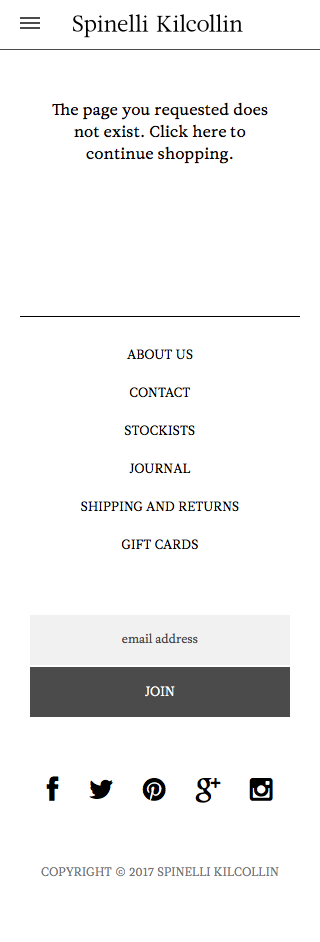 Spinelli Kilcollin
The page you requested does
not exist. Click here to
continue shopping.
ABOUT US
CONTACT
STOCKISTS
JOURNAL
SHIPPING AND RETURNS
GIFT CARDS
email address
JOIN
COPYRIGHT © 2017 SPINELLI KILCOLLIN